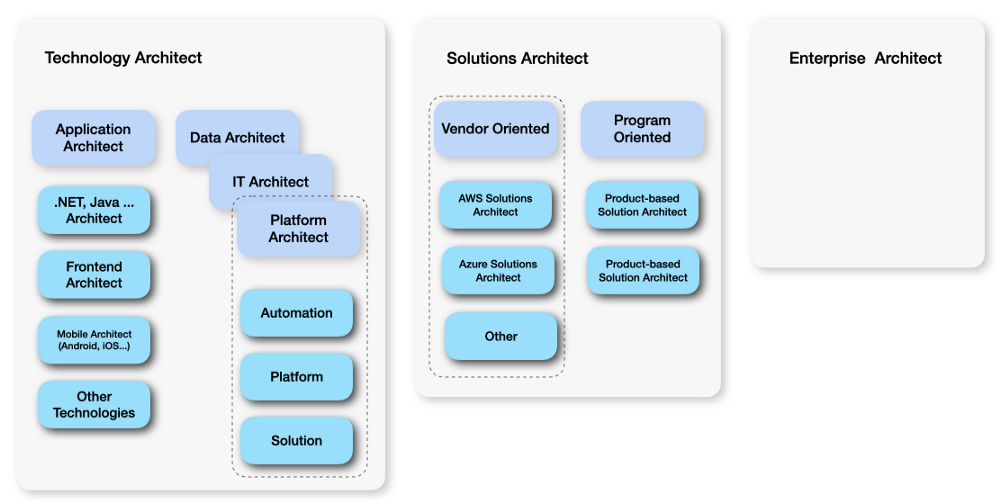 Technology Architect
Application
Architect
.NET, Java ...
Architect
Frontend
Architect
Mobile Architect
(Android, iOS...)
Other
Technologies
Data Architect
IT Architect
Platform
Architect
Automation
Platform
Solution
Solutions Architect
Vendor Oriented
AWS Solutions
Architect
Azure Solutions
Architect
Other
Program
Oriented
Product-based
Solution Architect
Product-based
Solution Architect
Enterprise Architect